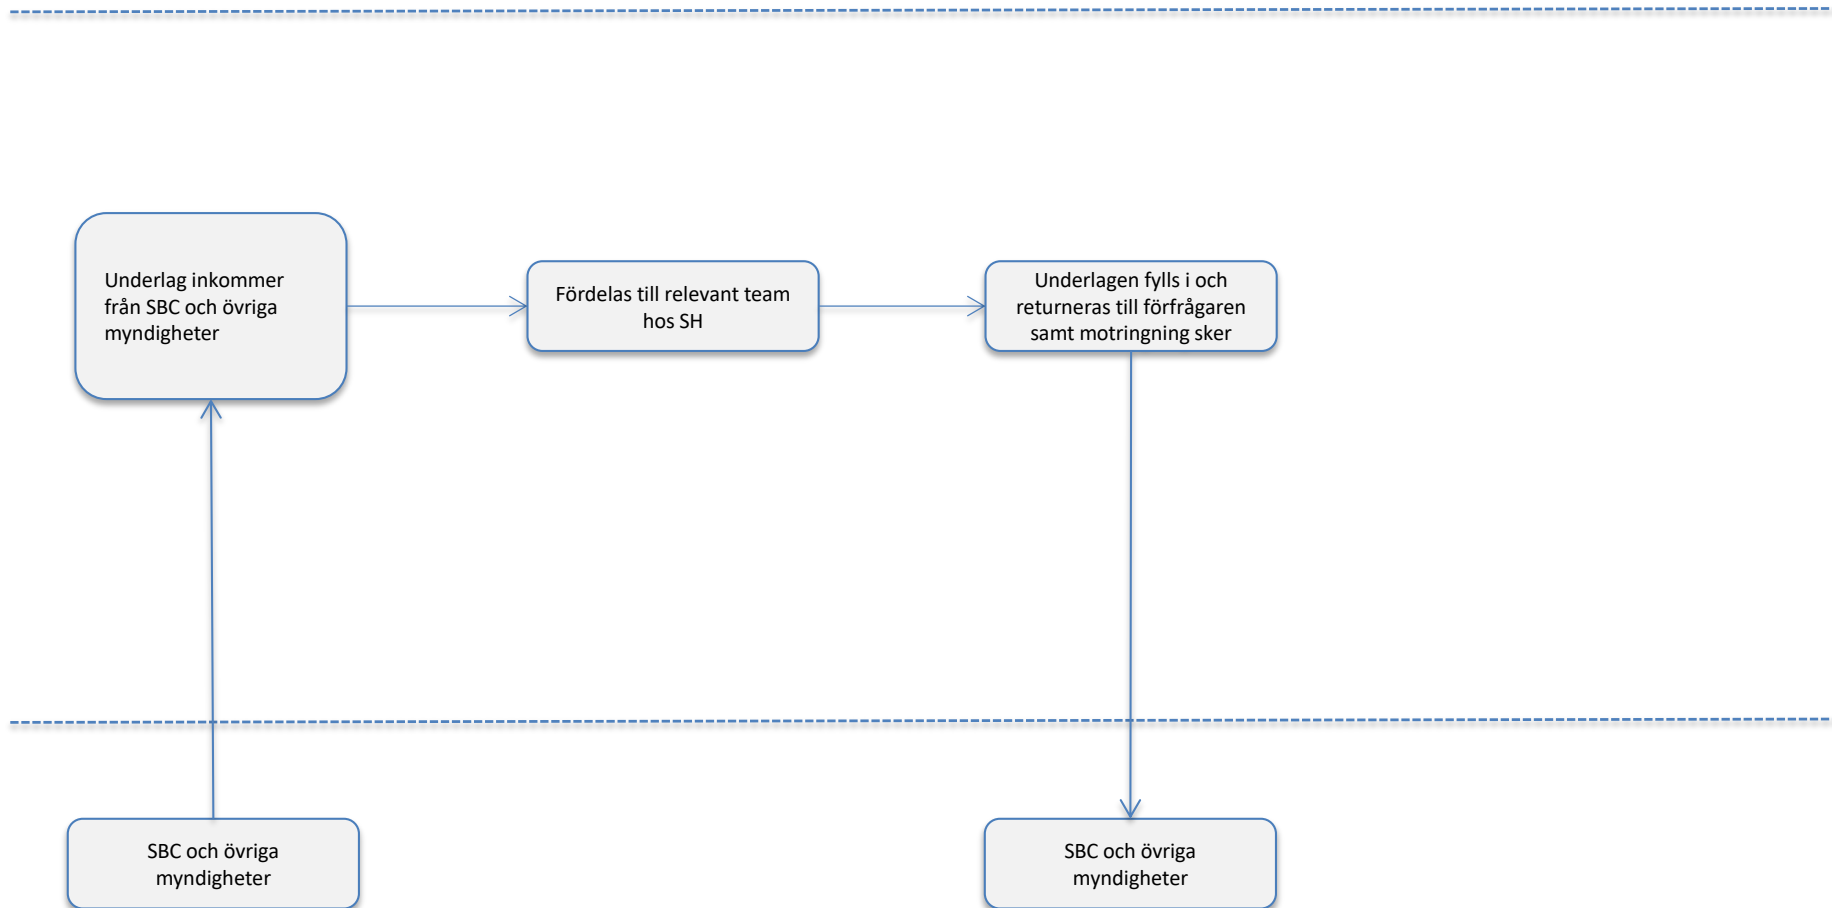 Underlag inkommer
från SBC och övriga
myndigheter
Fördelas till relevant team
hos SH
Underlagen fylls i och
returneras till förfrågaren
samt motringning sker
SBC och övriga
myndigheter
SBC och övriga
myndigheter